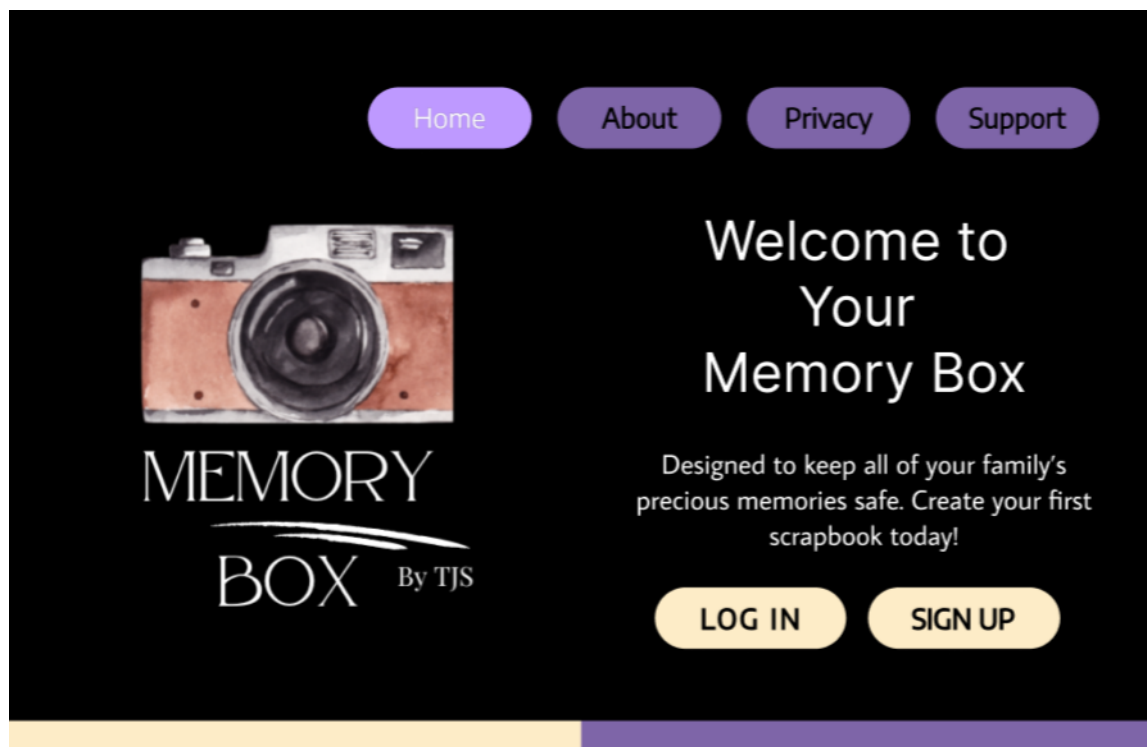 Home
About
Privacy
Support
MEMORY
BOX
By TJS
Welcome to
Your
Memory Box
Designed to keep all of your family's
precious memories safe. Create your first
scrapbook today!
LOG IN
SIGN UP